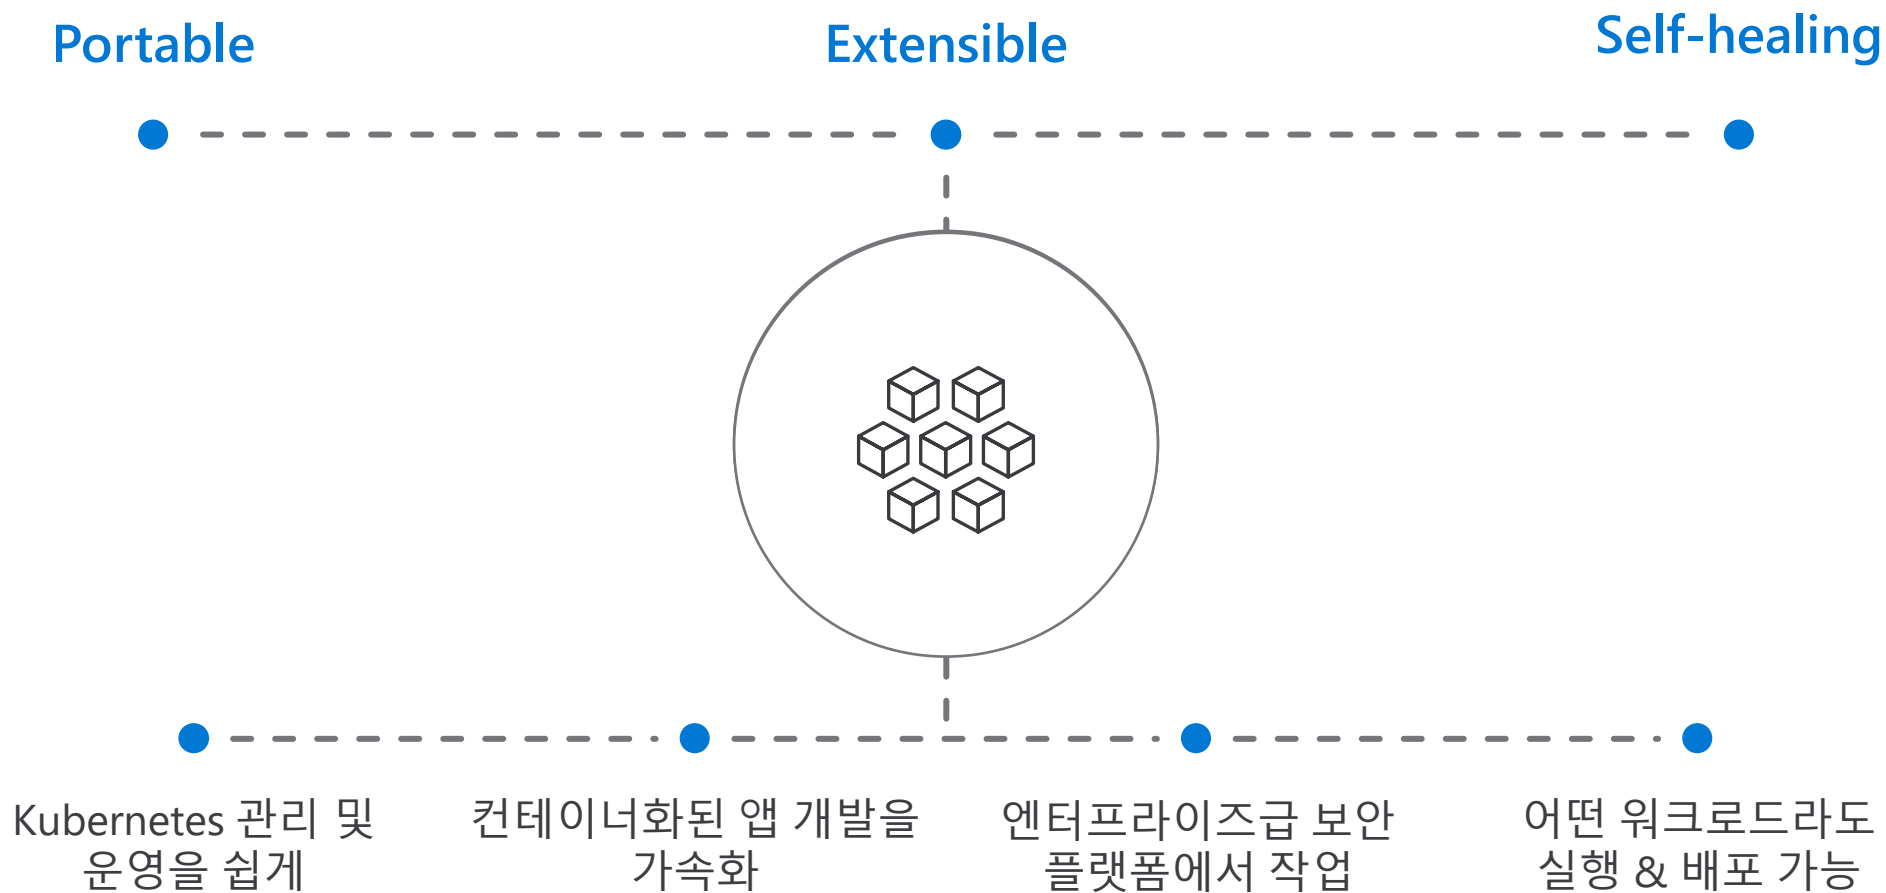 Portable
Extensible
Self-healing
Kubernetes 관리 및
운영을 쉽게
컨테이너화된 앱 개발을
가속화
엔터프라이즈급 보안
플랫폼에서 작업
어떤 워크로드라도
실행 & 배포 가능